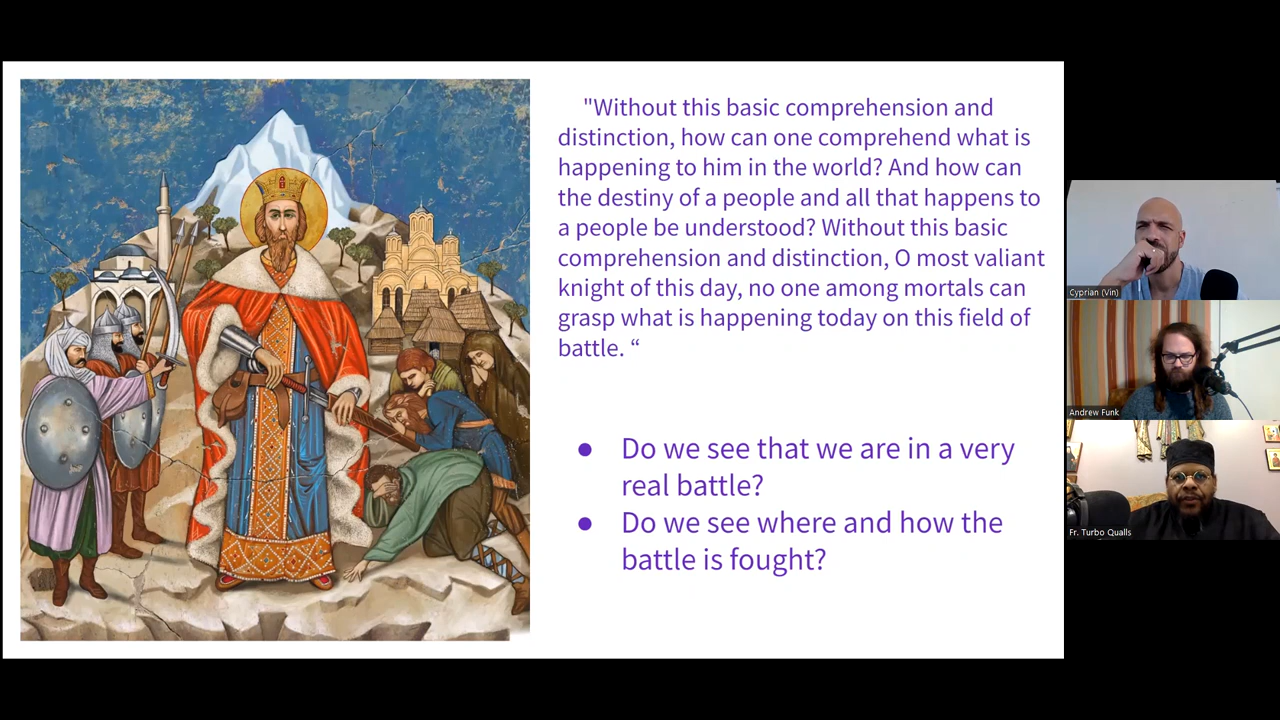 "Without this basic comprehension and
distinction, how can one comprehend what is
happening to him in the world? And how can
the destiny of a people and all that happens to
a people be understood? Without this basic
comprehension and distinction, O most valiant
knight of this day, no one among mortals can
grasp what is happening today on this field of
battle. “
● Do we see that we are in a very
real battle?
● Do we see where and how the
battle is fought?
Cyprian (Vin)
Andrew Funk
Fr. Turbo Qualls